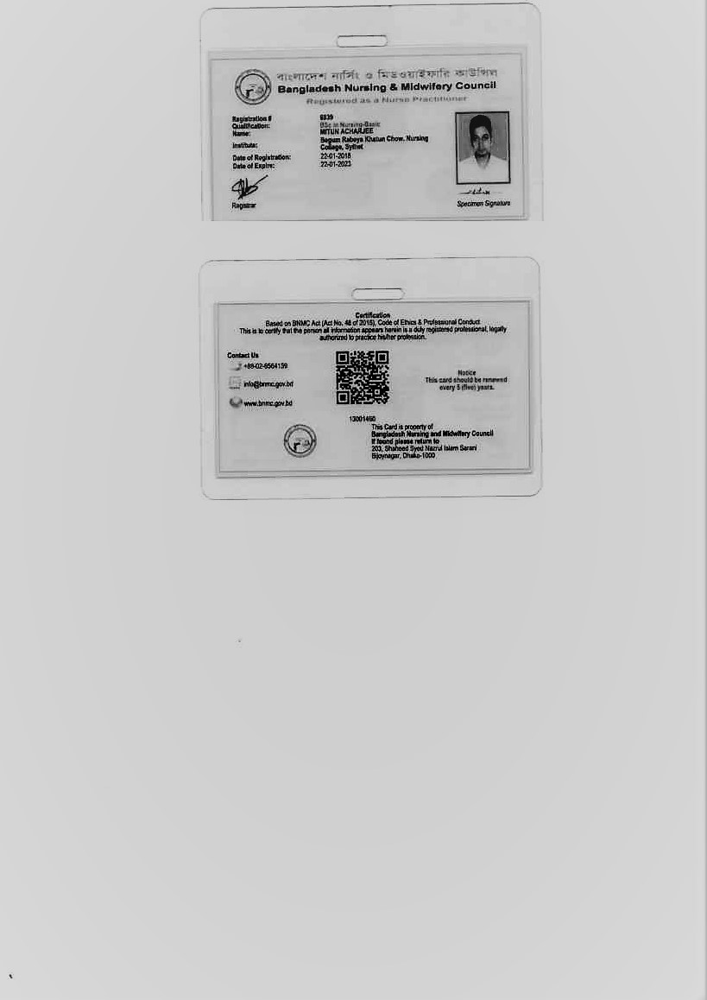 বাংলাদেশ নার্সিং ও মিডওয়াইফারি কাউন্সিল
Bangladesh Nursing & Midwifery Council
Registered as a Nurse Practitioner
Registration # 6939
Qualification: BSc in Nursing-Basic
Name: MITUN ACHARJEE
Institute: Begum Rabeya Khatun Chow. Nursing
College, Sylhet
Date of Registration: 22-01-2018
Date of Expire: 22-01-2023
Registrar
Specimen Signature
Certification
Based on BNMC Act (Act No. 48 of 2016), Code of Ethics & Professional Conduct
This is to certify that the person all information appears herein is a duly registered professional, legally
authorized to practice his/her profession.
Contact Us
+88-02-9564159
info@bnmc.gov.bd
www.bnmc.gov.bd
Notice
This card should be renewed
every 5 (five) years.
13001460
This Card is property of
Bangladesh Nursing and Midwifery Council
If found please return to
203, Shaheed Syed Nazrul Islam Sarani
Bijoynagar, Dhaka-1000